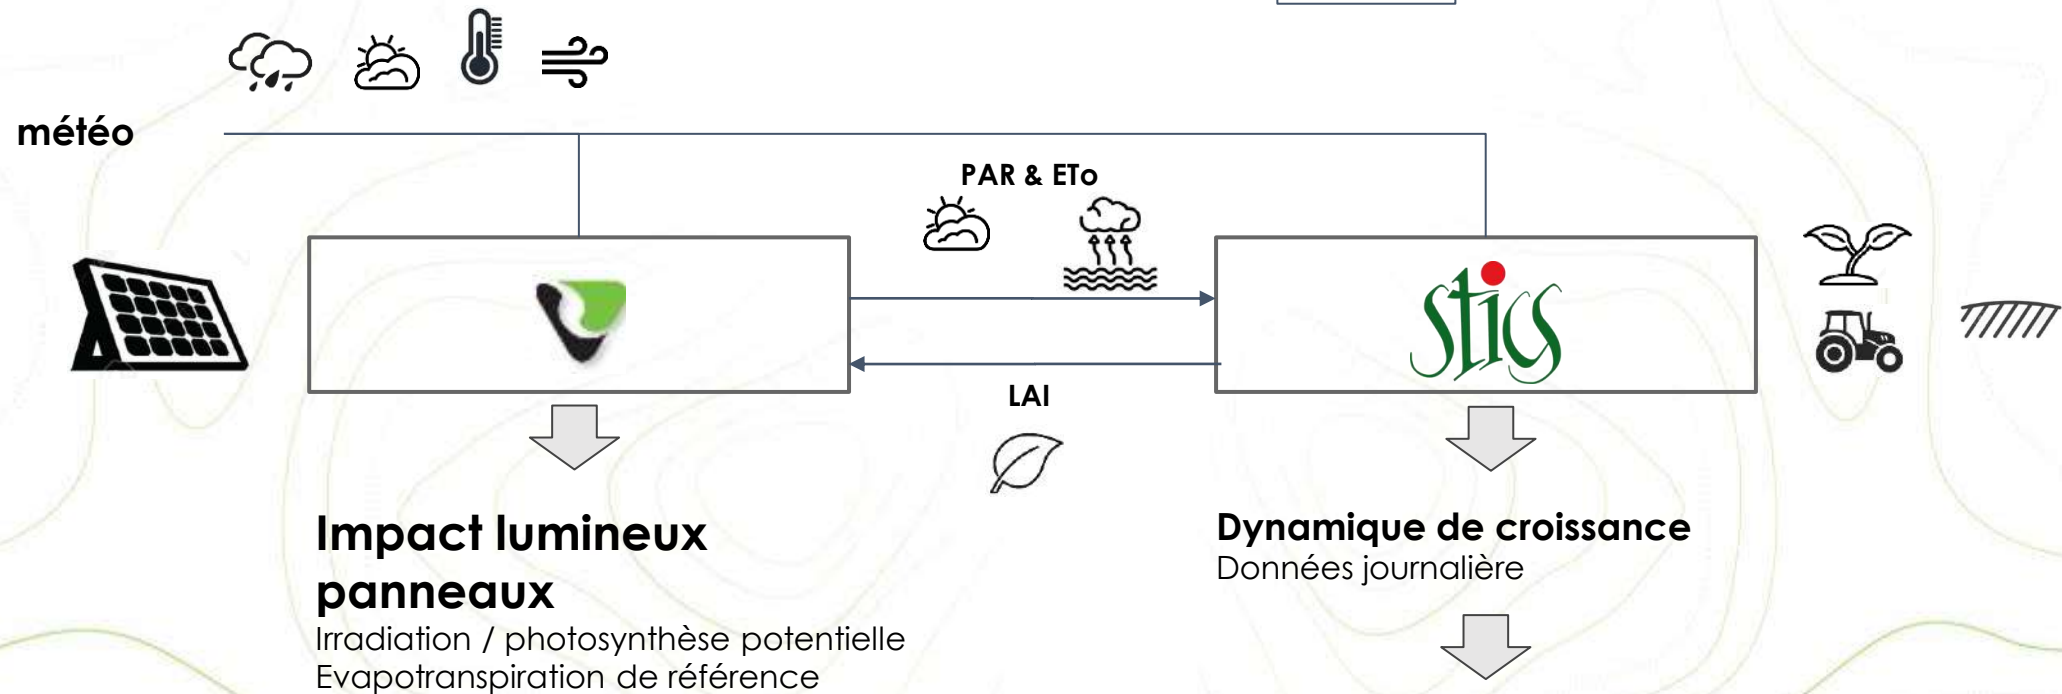 météo
PAR & ETo
stics
LAI
Impact lumineux
panneaux
Irradiation / photosynthèse potentielle
Evapotranspiration de référence
Dynamique de croissance
Données journalière